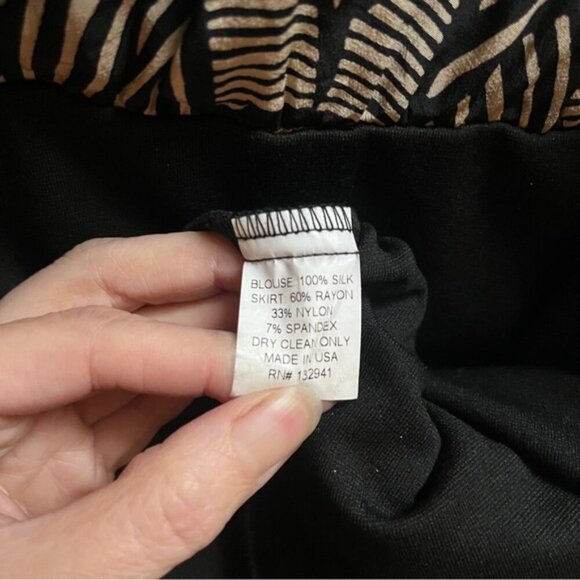 BLOUSE: 100% SILK
SKIRT: 60% RAYON
33% NYLON
7% SPANDEX
DRY CLEAN ONLY
MADE IN USA
RN# 132941